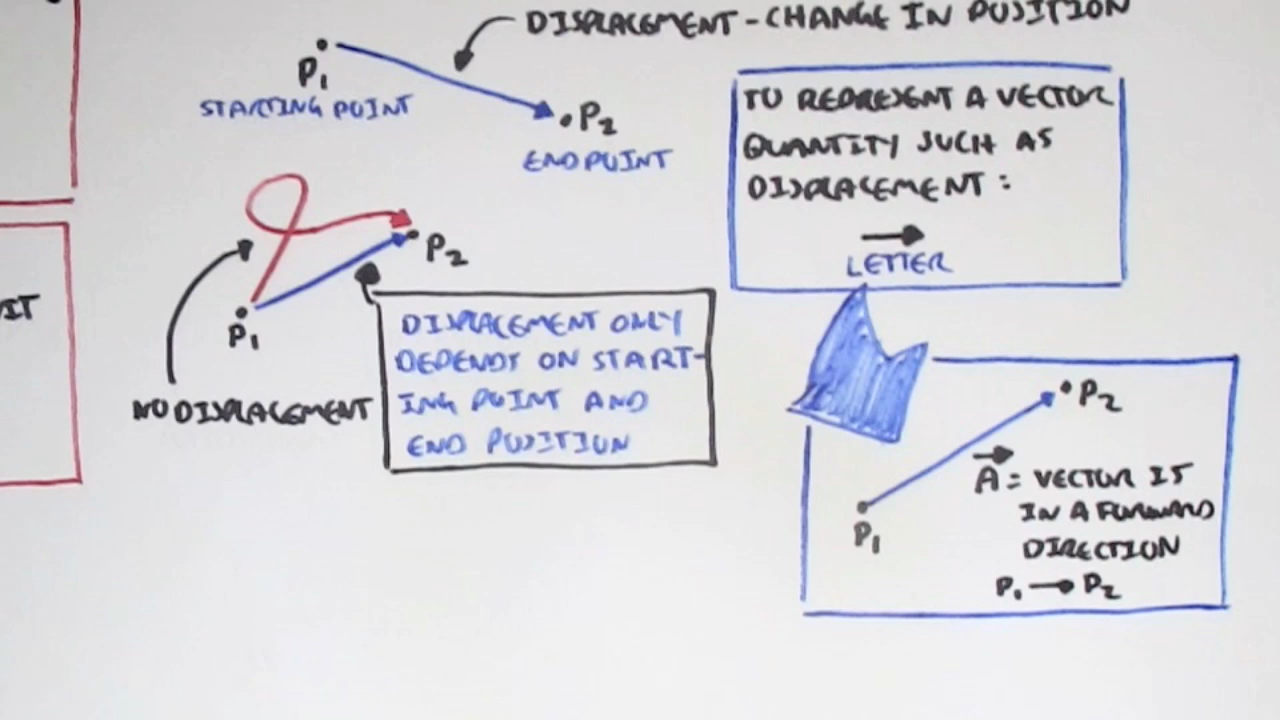 DISPLACEMENT - CHANGE IN POSITION
P1
STARTING POINT
P2
ENDPOINT
TO REPRESENT A VECTOR
QUANTITY SUCH AS
DISPLACEMENT:
LETTER
P2
P1
NO DISPLACEMENT
DISPLACEMENT ONLY
DEPENDS ON START-
ING POINT AND
END POSITION
P2
P1
A = VECTOR IS
IN A FORWARD
DIRECTION
P1 → P2